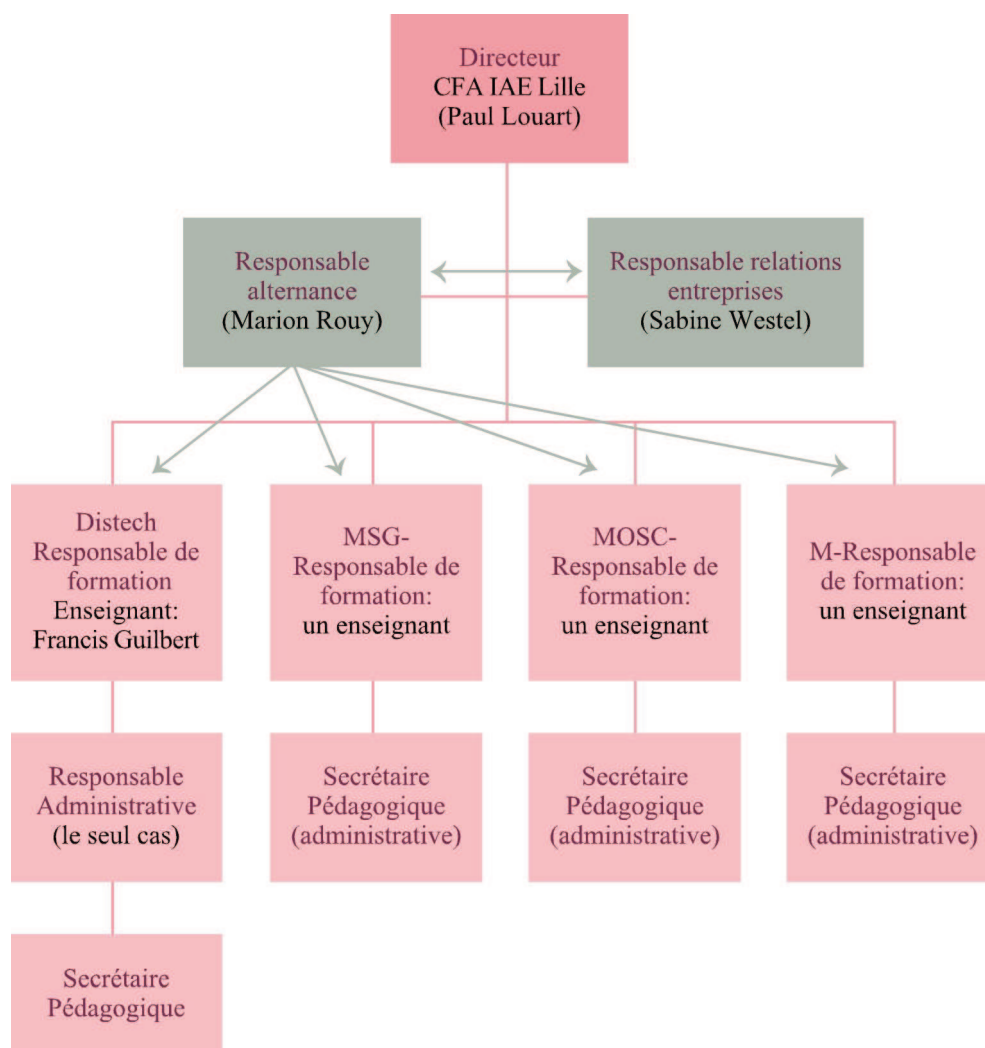 Directeur
CFA IAE Lille
(Paul Louart)
Responsable
alternance
(Marion Rouy)
Responsable relations
entreprises
(Sabine Westel)
Distech
Responsable de
formation
Enseignant:
Francis Guilbert
MSG-
Responsable de
formation:
un enseignant
MOSC-
Responsable de
formation:
un enseignant
M-Responsable
de formation:
un enseignant
Responsable
Administrative
(le seul cas)
Secrétaire
Pédagogique
(administrative)
Secrétaire
Pédagogique
(administrative)
Secrétaire
Pédagogique
(administrative)
Secrétaire
Pédagogique